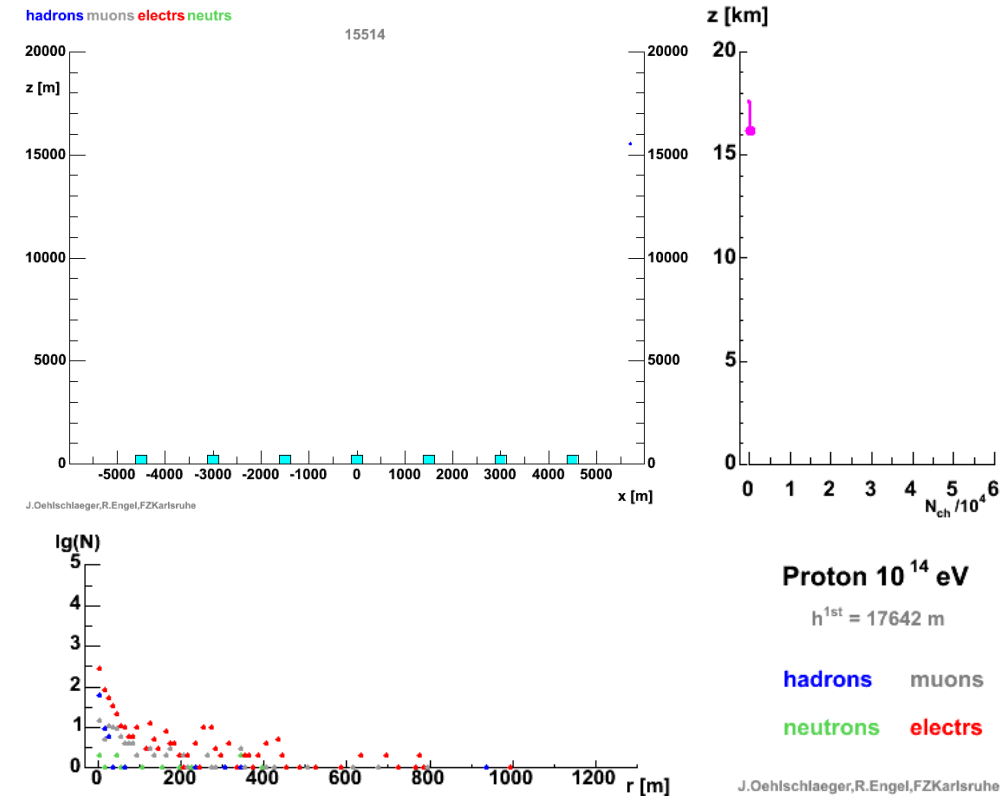 hadrons muons electrs neutrs
15514
z [km]
20000
20000
20
z [m]
15000
15000
15
10000
10000
10
5000
5000
5
0
0
0
-5000 -4000 -3000 -2000 -1000 0 1000 2000 3000 4000 5000
x [m]
0 1 2 3 4 5 6
N_ch /10^4
J.Oehlschlaeger,R.Engel,FZKarlsruhe
lg(N)
5
4
3
2
1
0
0 200 400 600 800 1000 1200
r [m]
Proton 10^14 eV
h^1st = 17642 m
hadrons muons
neutrons electrs
J.Oehlschlaeger,R.Engel,FZKarlsruhe